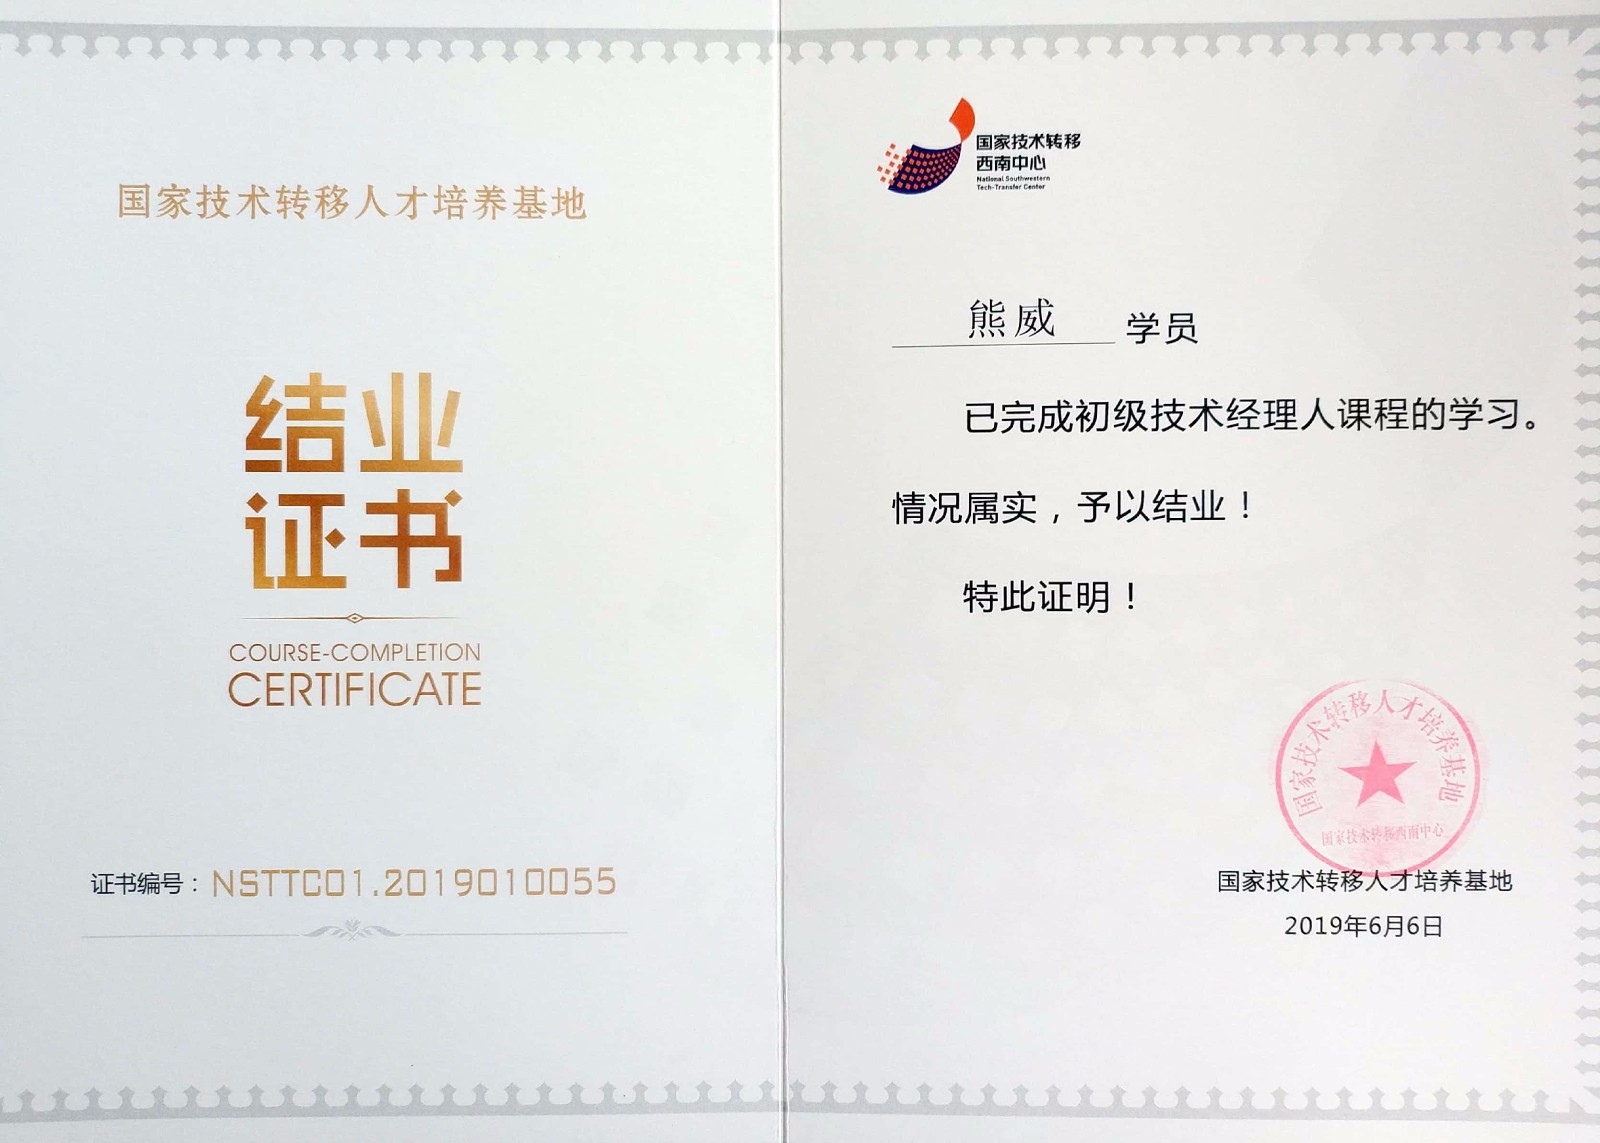 国家技术转移人才培养基地
结业
证书
COURSE-COMPLETION
CERTIFICATE
证书编号：NSTTC01.2019010055
国家技术转移
西南中心
National Southwestern
Tech-Transfer Center
熊威 学员
已完成初级技术经理人课程的学习。
情况属实，予以结业！
特此证明！
国家技术转移人才培养基地
国家技术转移西南中心
国家技术转移人才培养基地
2019年6月6日